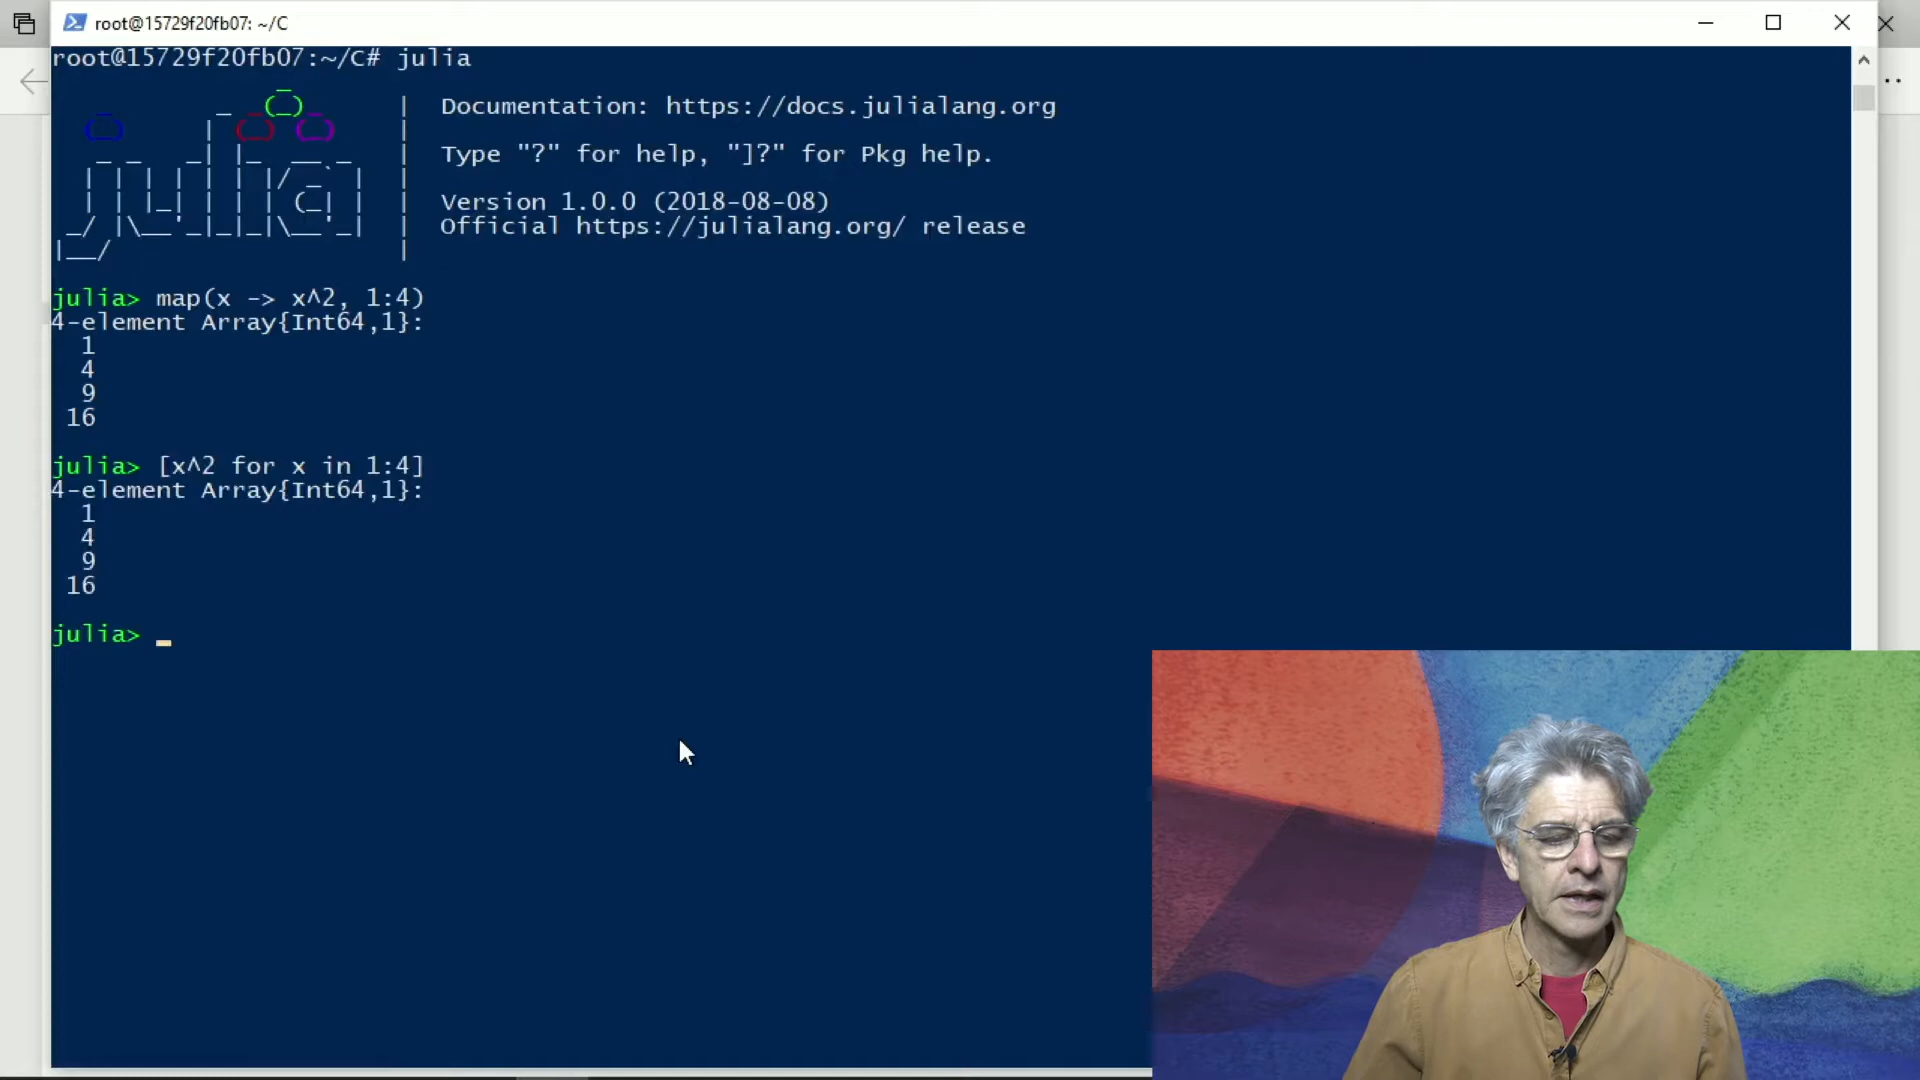 root@15729f20fb07: ~/C
root@15729f20fb07:~/C# julia
Documentation: https://docs.julialang.org
Type "?" for help, "]?" for Pkg help.
Version 1.0.0 (2018-08-08)
Official https://julialang.org/ release
julia> map(x -> x^2, 1:4)
4-element Array{Int64,1}:
1
4
9
16
julia> [x^2 for x in 1:4]
4-element Array{Int64,1}:
1
4
9
16
julia>